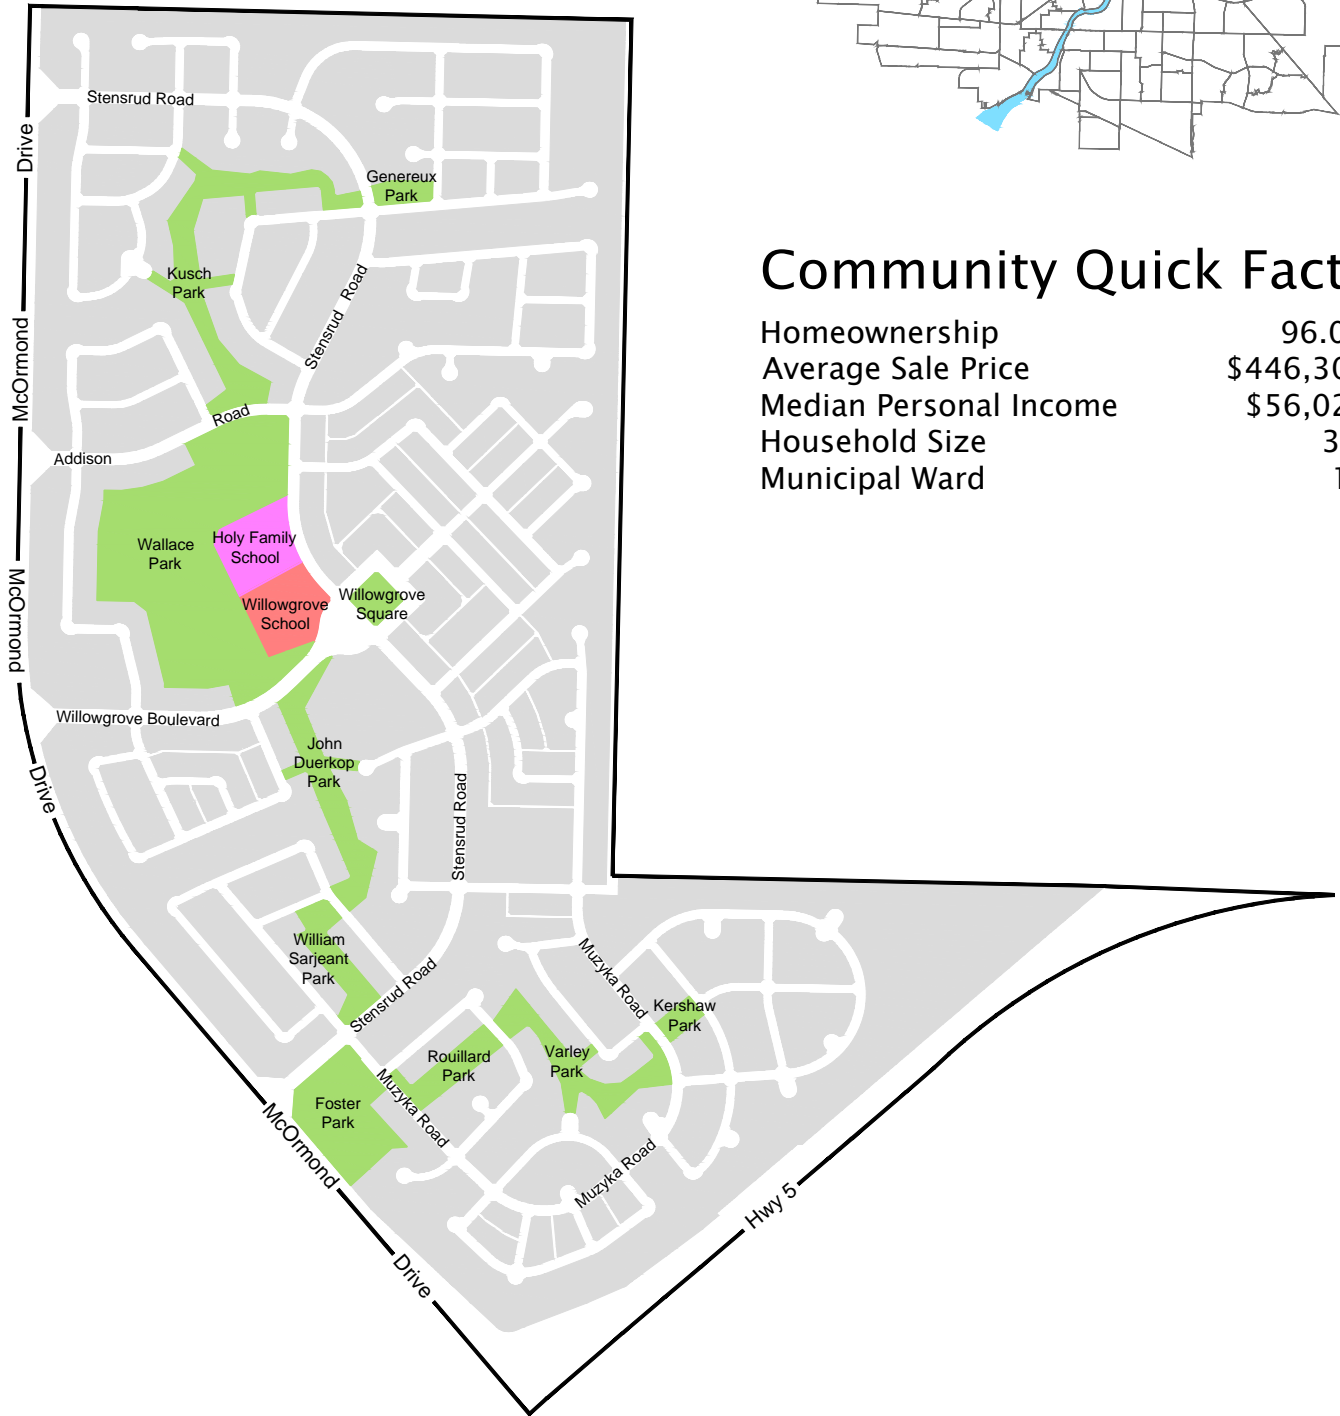 Stensrud Road
Drive
Genereux
Park
Kusch
Park
Stensrud Road
McOrmond
Road
Addison
Wallace
Park
Holy Family
School
Willowgrove
School
Willowgrove
Square
McOrmond
Willowgrove Boulevard
John
Duerkop
Park
Drive
Stensrud Road
William
Sarjeant
Park
Stensrud Road
Muzyka Road
Kershaw
Park
Rouillard
Park
Varley
Park
Foster
Park
Muzyka Road
McOrmond
Muzyka Road
Hwy 5
Drive
Community Quick Fact
Homeownership 96.0
Average Sale Price $446,30
Median Personal Income $56,02
Household Size 3
Municipal Ward 1